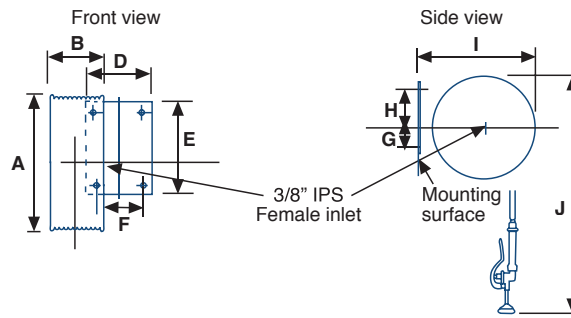 Front view
Side view
B
D
I
A
E
H
G
F
3/8" IPS
Female inlet
Mounting
surface
J